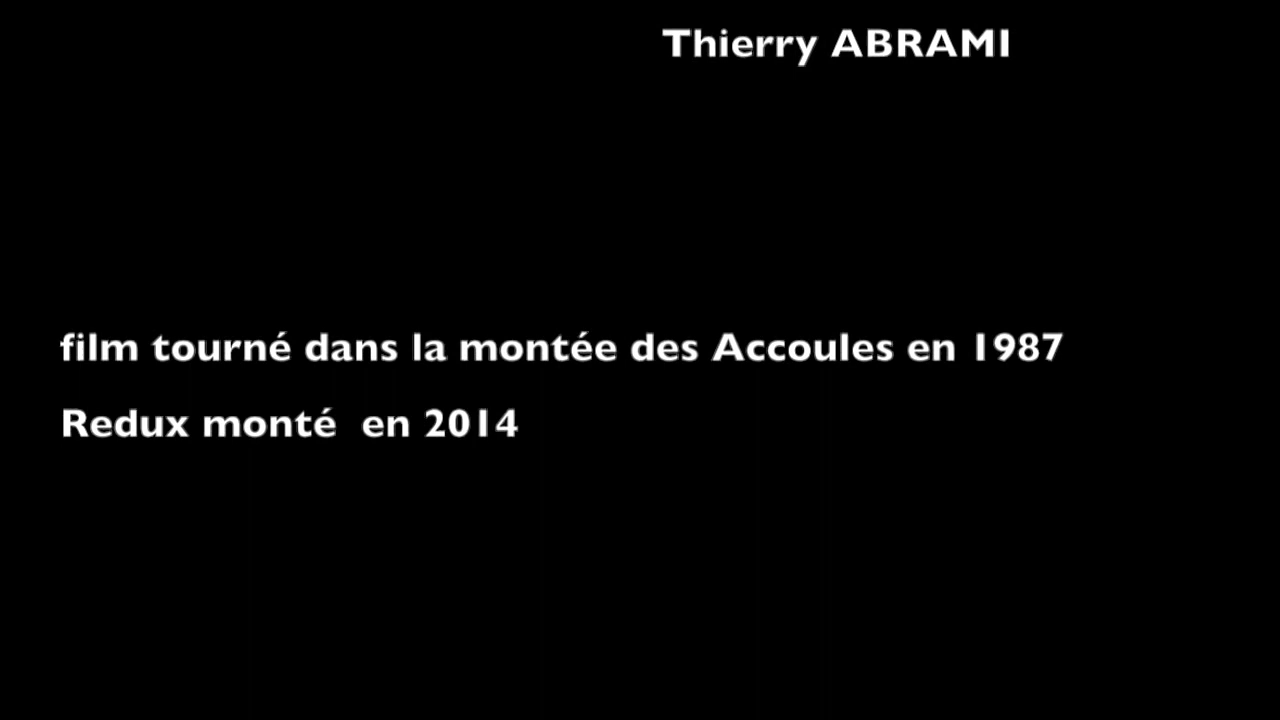 Thierry ABRAMI
film tourné dans la montée des Accoules en 1987
Redux monté  en 2014